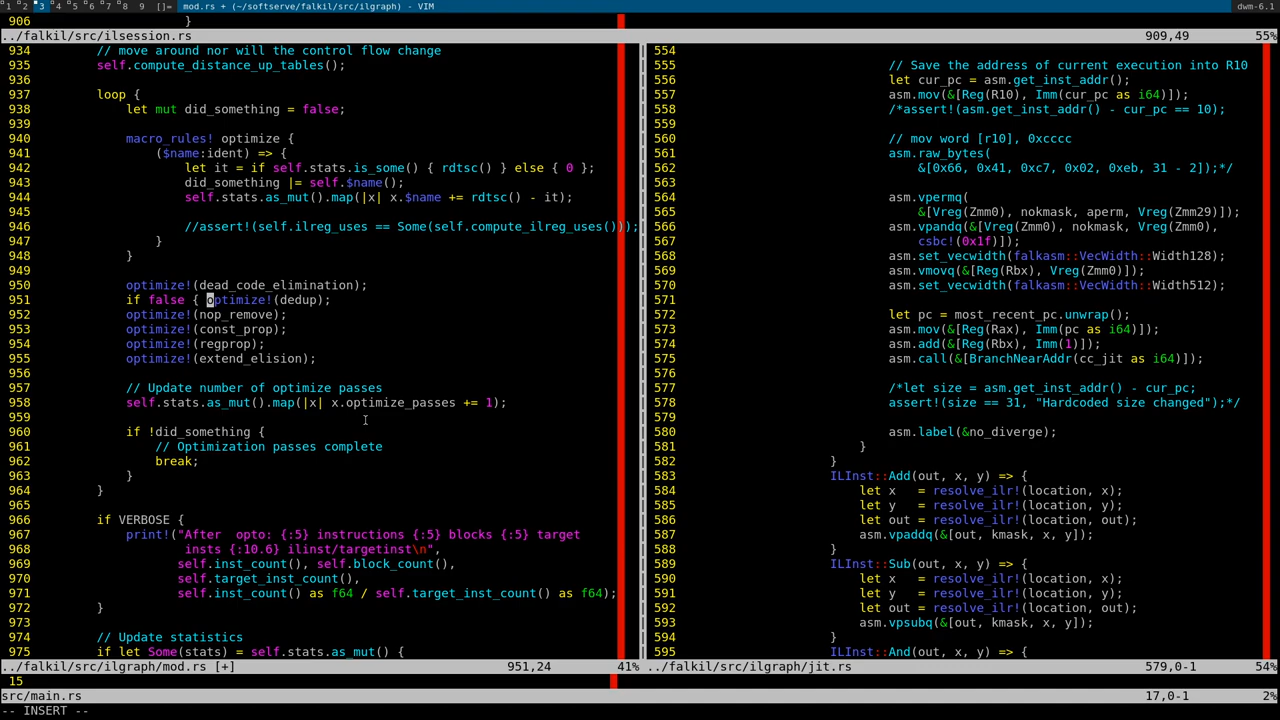 1 2 3 4 5 6 7 8 9 []= mod.rs + (~/softserve/falkil/src/ilgraph) - VIM dwm-6.1
906                     }
../falkil/src/ilsession.rs 909,49 55%
934         // move around nor will the control flow change
935         self.compute_distance_up_tables();
936
937         loop {
938             let mut did_something = false;
939
940             macro_rules! optimize {
941                 ($name:ident) => {
942                     let it = if self.stats.is_some() { rdtsc() } else { 0 };
943                     did_something |= self.$name();
944                     self.stats.as_mut().map(|x| x.$name += rdtsc() - it);
945
946                     //assert!(self.ilreg_uses == Some(self.compute_ilreg_uses()));
947                 }
948             }
949
950             optimize!(dead_code_elimination);
951             if false { optimize!(dedup);
952             optimize!(nop_remove);
953             optimize!(const_prop);
954             optimize!(regprop);
955             optimize!(extend_elision);
956
957             // Update number of optimize passes
958             self.stats.as_mut().map(|x| x.optimize_passes += 1);
959
960             if !did_something {
961                 // Optimization passes complete
962                 break;
963             }
964         }
965
966         if VERBOSE {
967             print!("After  opto: {:5} instructions {:5} blocks {:5} target
968                     insts {:10.6} ilinst/targetinst\n",
969                    self.inst_count(), self.block_count(),
970                    self.target_inst_count(),
971                    self.inst_count() as f64 / self.target_inst_count() as f64);
972         }
973
974         // Update statistics
975         if let Some(stats) = self.stats.as_mut() {
../falkil/src/ilgraph/mod.rs [+] 951,24 41%
554
555                             // Save the address of current execution into R10
556                             let cur_pc = asm.get_inst_addr();
557                             asm.mov(&[Reg(R10), Imm(cur_pc as i64)]);
558                             /*assert!(asm.get_inst_addr() - cur_pc == 10);
559
560                             // mov word [r10], 0xcccc
561                             asm.raw_bytes(
562                                 &[0x66, 0x41, 0xc7, 0x02, 0xeb, 31 - 2]);*/
563
564                             asm.vpermq(
565                                 &[Vreg(Zmm0), nokmask, aperm, Vreg(Zmm29)]);
566                             asm.vpandq(&[Vreg(Zmm0), nokmask, Vreg(Zmm0),
567                                 csbc!(0x1f)]);
568                             asm.set_vecwidth(falkasm::VecWidth::Width128);
569                             asm.vmovq(&[Reg(Rbx), Vreg(Zmm0)]);
570                             asm.set_vecwidth(falkasm::VecWidth::Width512);
571
572                             let pc = most_recent_pc.unwrap();
573                             asm.mov(&[Reg(Rax), Imm(pc as i64)]);
574                             asm.add(&[Reg(Rbx), Imm(1)]);
575                             asm.call(&[BranchNearAddr(cc_jit as i64)]);
576
577                             /*let size = asm.get_inst_addr() - cur_pc;
578                             assert!(size == 31, "Hardcoded size changed");*/
579
580                             asm.label(&no_diverge);
581                         }
582                     }
583                     ILInst::Add(out, x, y) => {
584                         let x   = resolve_ilr!(location, x);
585                         let y   = resolve_ilr!(location, y);
586                         let out = resolve_ilr!(location, out);
587                         asm.vpaddq(&[out, kmask, x, y]);
588                     }
589                     ILInst::Sub(out, x, y) => {
590                         let x   = resolve_ilr!(location, x);
591                         let y   = resolve_ilr!(location, y);
592                         let out = resolve_ilr!(location, out);
593                         asm.vpsubq(&[out, kmask, x, y]);
594                     }
595                     ILInst::And(out, x, y) => {
../falkil/src/ilgraph/jit.rs 579,0-1 54%
15
src/main.rs 17,0-1 2%
-- INSERT --